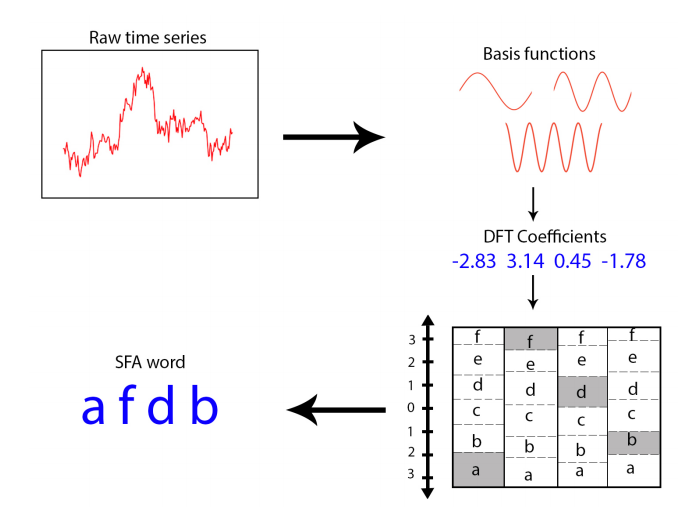 Raw time series
Basis functions
DFT Coefficients
-2.83 3.14 0.45 -1.78
SFA word
a f d b
3
2
1
0
1
2
3
f f f f
e e e e
d d d d
c c c c
b b b b
a a a a